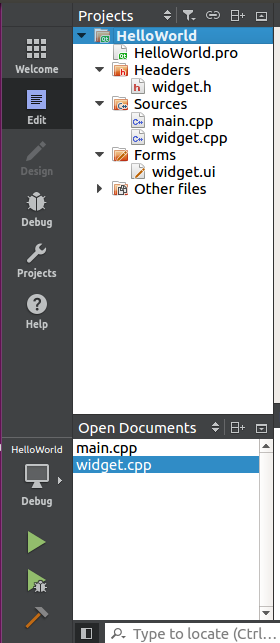 Projects
HelloWorld
HelloWorld.pro
Headers
widget.h
Sources
main.cpp
widget.cpp
Forms
widget.ui
Other files
Welcome
Edit
Design
Debug
Projects
Help
HelloWorld
Debug
Open Documents
main.cpp
widget.cpp
Type to locate (Ctrl...